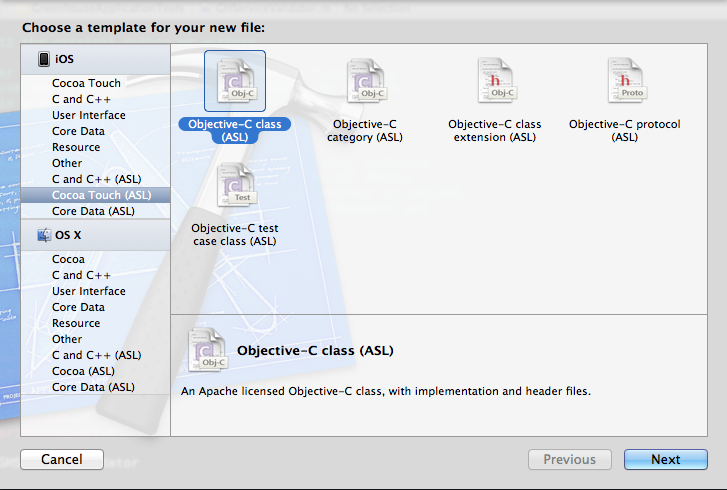 Choose a template for your new file:
iOS
Cocoa Touch
C and C++
User Interface
Core Data
Resource
Other
C and C++ (ASL)
Cocoa Touch (ASL)
Core Data (ASL)
OS X
Cocoa
C and C++
User Interface
Core Data
Resource
Other
C and C++ (ASL)
Cocoa (ASL)
Core Data (ASL)
Obj-C
Objective-C class
(ASL)
Obj-C
Objective-C
category (ASL)
Obj-C
Objective-C class
extension (ASL)
Proto
Objective-C protocol
(ASL)
Test
Objective-C test
case class (ASL)
Obj-C
Objective-C class (ASL)
An Apache licensed Objective-C class, with implementation and header files.
Cancel
Previous
Next